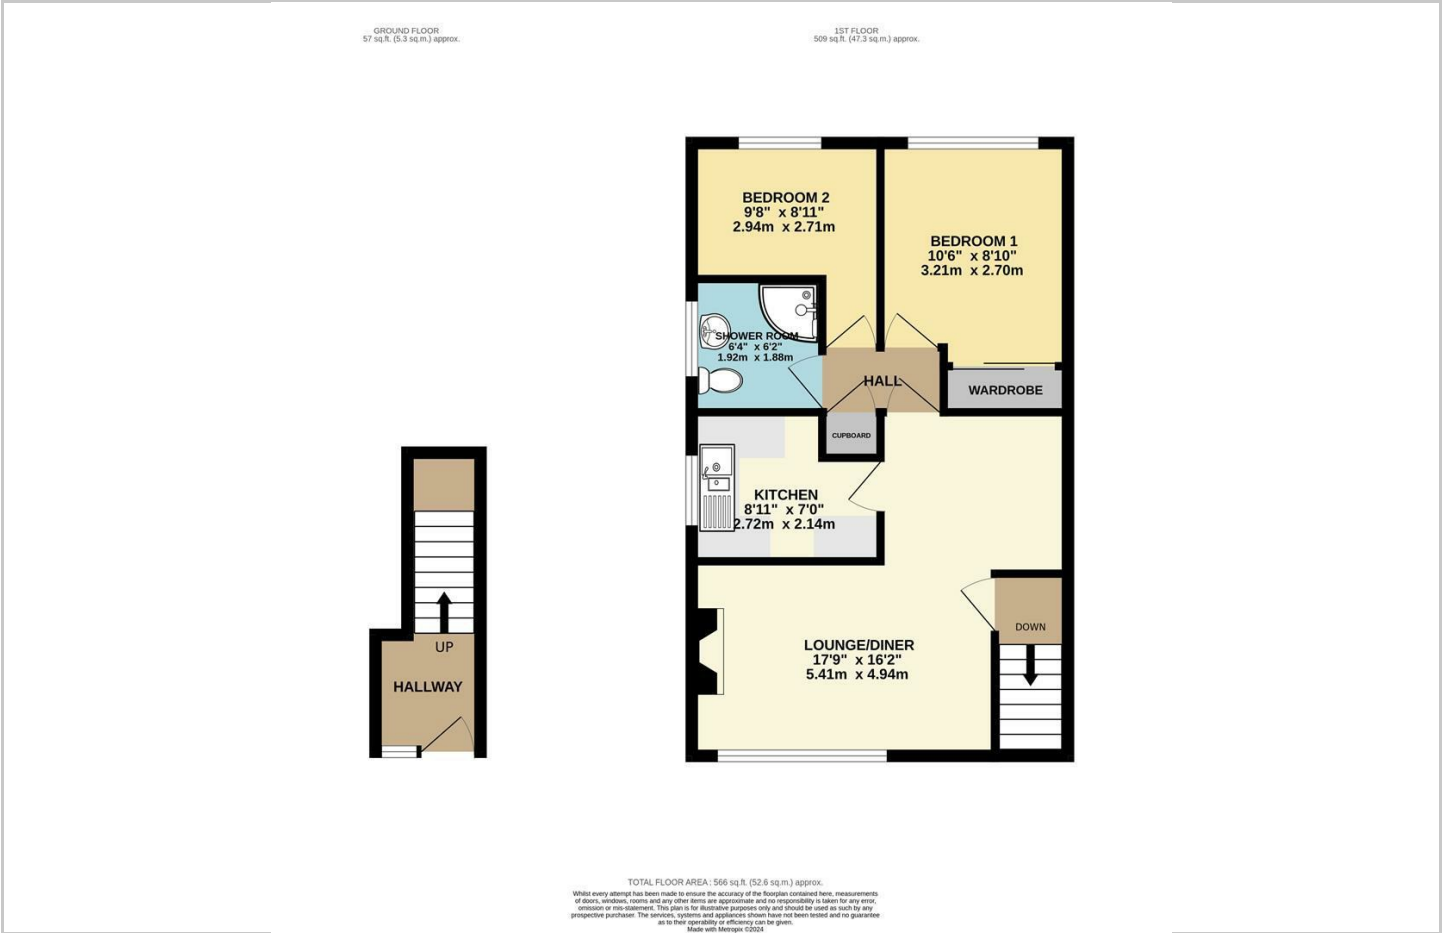 GROUND FLOOR
57 sq.ft. (5.3 sq.m.) approx.
1ST FLOOR
509 sq.ft. (47.3 sq.m.) approx.
BEDROOM 2
9'8" x 8'11"
2.94m x 2.71m
BEDROOM 1
10'6" x 8'10"
3.21m x 2.70m
SHOWER ROOM
6'4" x 6'2"
1.92m x 1.88m
HALL
WARDROBE
CUPBOARD
KITCHEN
8'11" x 7'0"
2.72m x 2.14m
UP
HALLWAY
DOWN
LOUNGE/DINER
17'9" x 16'2"
5.41m x 4.94m
TOTAL FLOOR AREA : 566 sq.ft. (52.6 sq.m.) approx.
Whilst every attempt has been made to ensure the accuracy of the floorplan contained here, measurements
of doors, windows, rooms and any other items are approximate and no responsibility is taken for any error,
omission or mis-statement. This plan is for illustrative purposes only and should be used as such by any
prospective purchaser. The services, systems and appliances shown have not been tested and no guarantee
as to their operability or efficiency can be given.
Made with Metropix ©2024